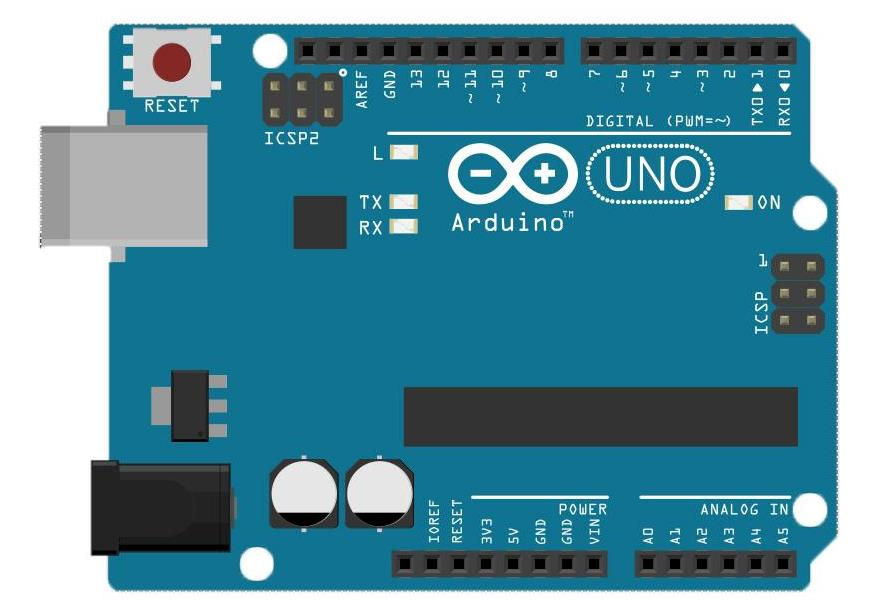 RESET
ICSP2
AREF
GND
13
12
~11
~10
~9
8
7
~6
~5
4
~3
2
TX0▶1
RX0◀0
DIGITAL (PWM=~)
L
TX
RX
Arduino™
UNO
ON
1
ICSP
IOREF
RESET
3V3
5V
GND
GND
VIN
POWER
A0
A1
A2
A3
A4
A5
ANALOG IN